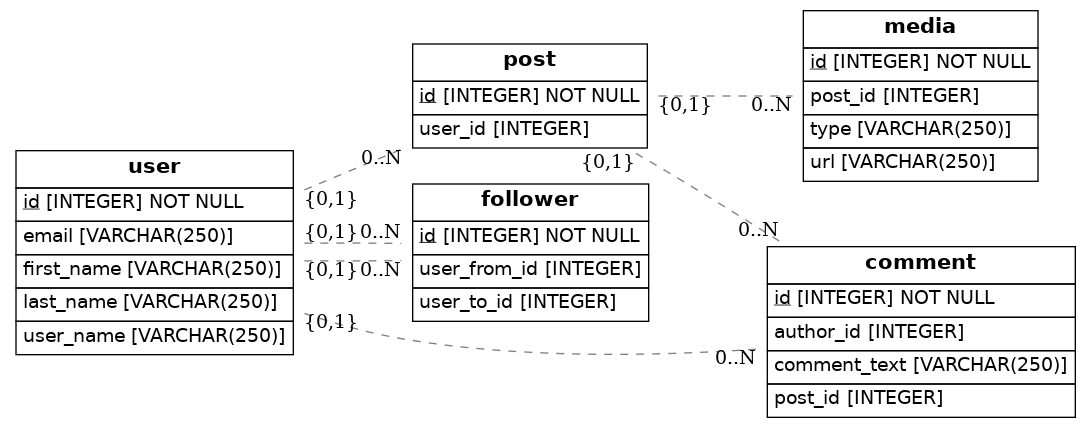 user
id [INTEGER] NOT NULL
email [VARCHAR(250)]
first_name [VARCHAR(250)]
last_name [VARCHAR(250)]
user_name [VARCHAR(250)]
post
id [INTEGER] NOT NULL
user_id [INTEGER]
follower
id [INTEGER] NOT NULL
user_from_id [INTEGER]
user_to_id [INTEGER]
media
id [INTEGER] NOT NULL
post_id [INTEGER]
type [VARCHAR(250)]
url [VARCHAR(250)]
comment
id [INTEGER] NOT NULL
author_id [INTEGER]
comment_text [VARCHAR(250)]
post_id [INTEGER]
0..N
{0,1}
{0,1}
0..N
{0,1}
0..N
{0,1}
0..N
{0,1}
0..N
{0,1}
0..N